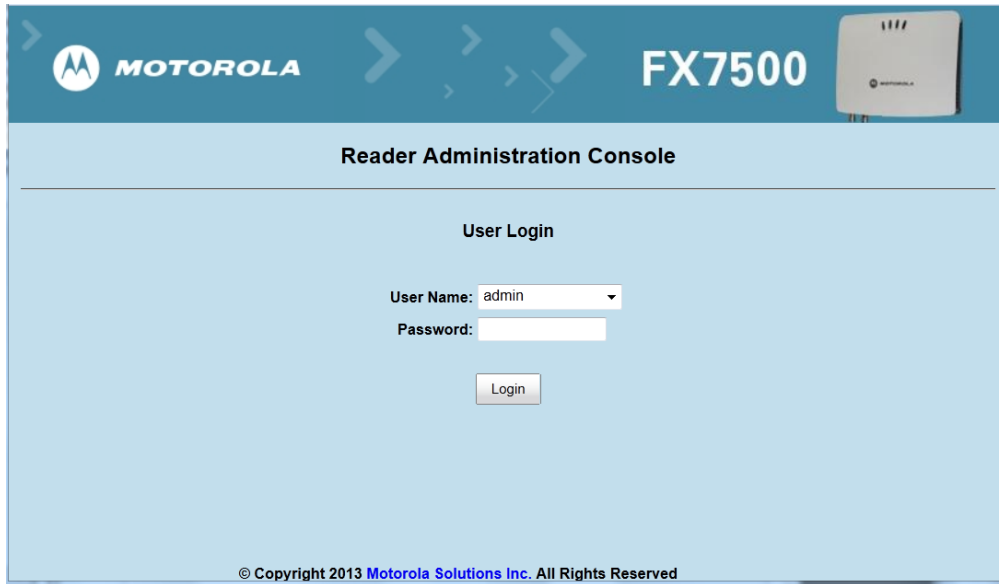 MOTOROLA
FX7500
MOTOROLA
Reader Administration Console
User Login
User Name: admin
Password:
Login
© Copyright 2013 Motorola Solutions Inc. All Rights Reserved